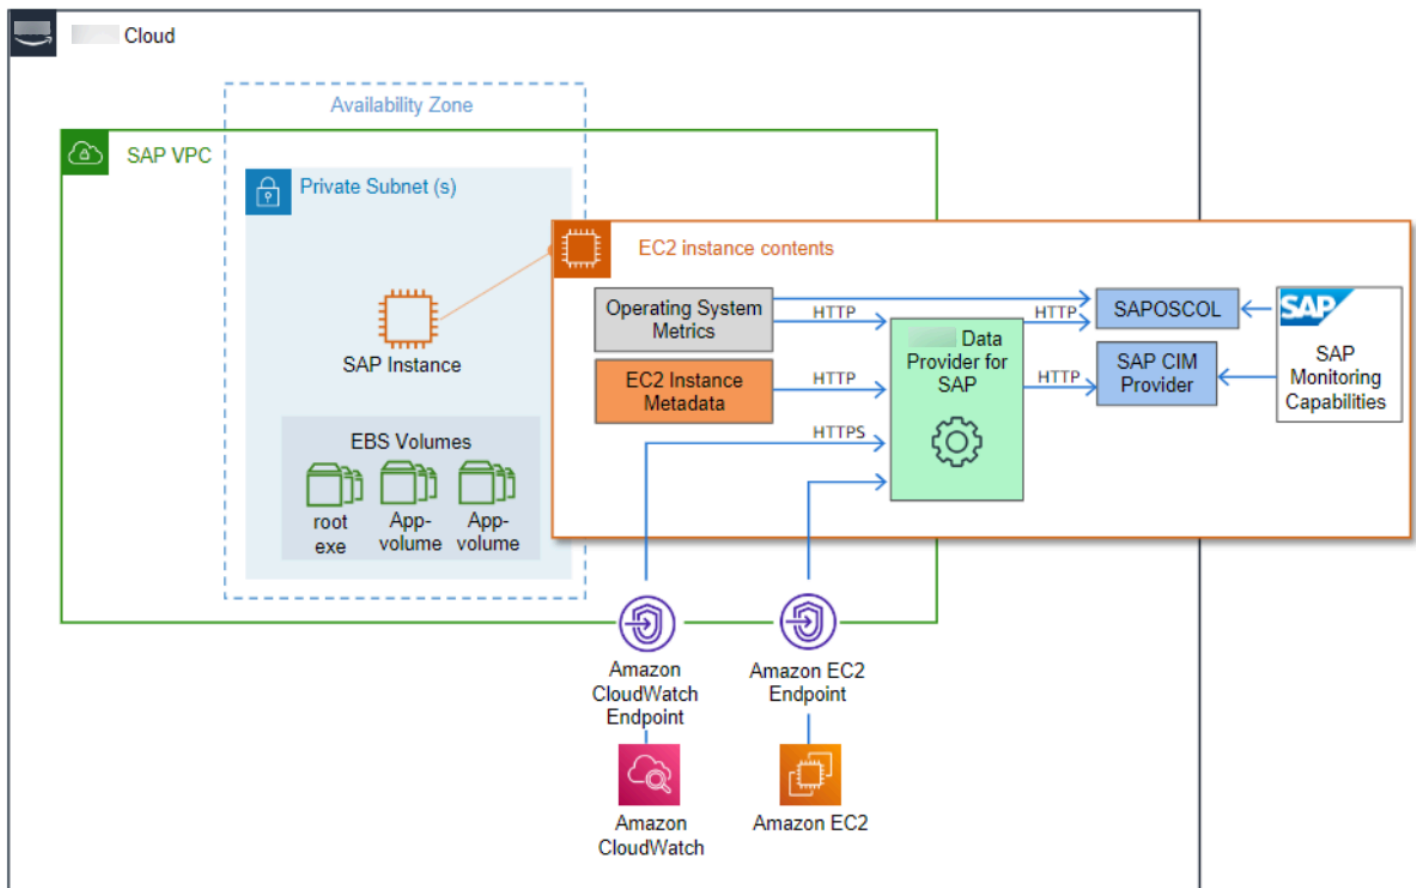 Cloud
Availability Zone
SAP VPC
Private Subnet (s)
SAP Instance
EBS Volumes
root
exe
App-
volume
App-
volume
EC2 instance contents
Operating System
Metrics
EC2 Instance
Metadata
HTTP
HTTP
HTTPS
Data
Provider for
SAP
HTTP
HTTP
SAPOSCOL
SAP CIM
Provider
SAP
SAP
Monitoring
Capabilities
Amazon
CloudWatch
Endpoint
Amazon EC2
Endpoint
Amazon
CloudWatch
Amazon EC2